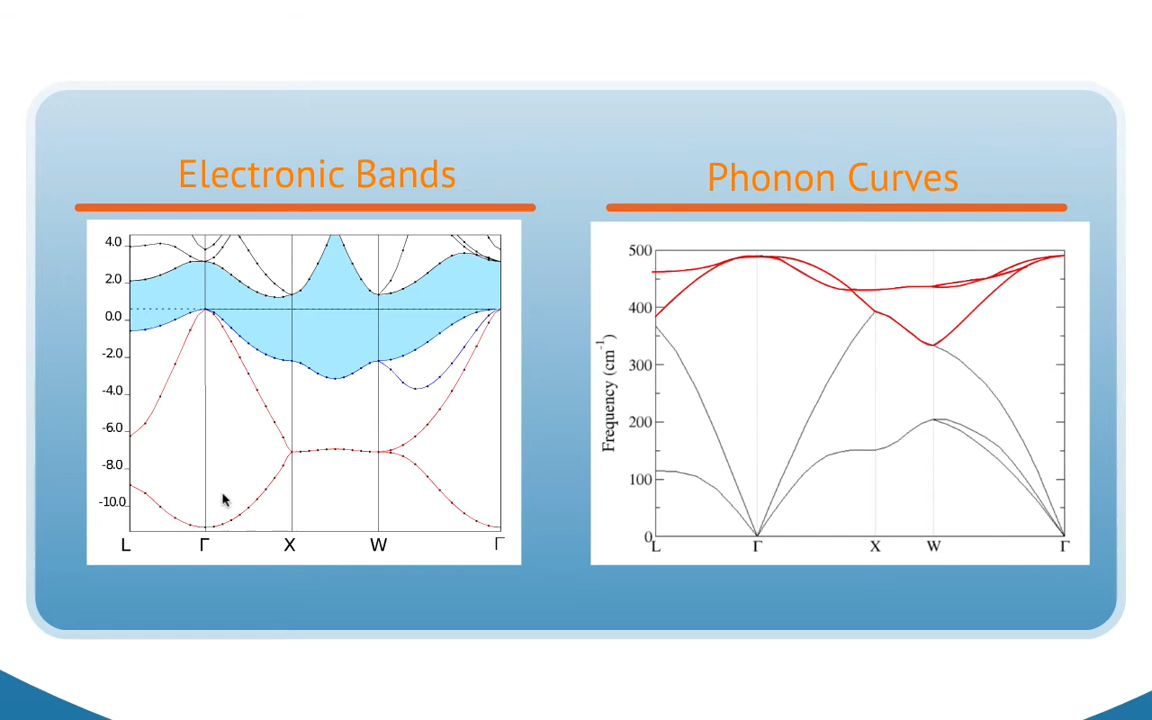 Electronic Bands
4.0
2.0
0.0
-2.0
-4.0
-6.0
-8.0
-10.0
L Γ X W Γ
Phonon Curves
Frequency (cm⁻¹)
500
400
300
200
100
0
L Γ X W Γ